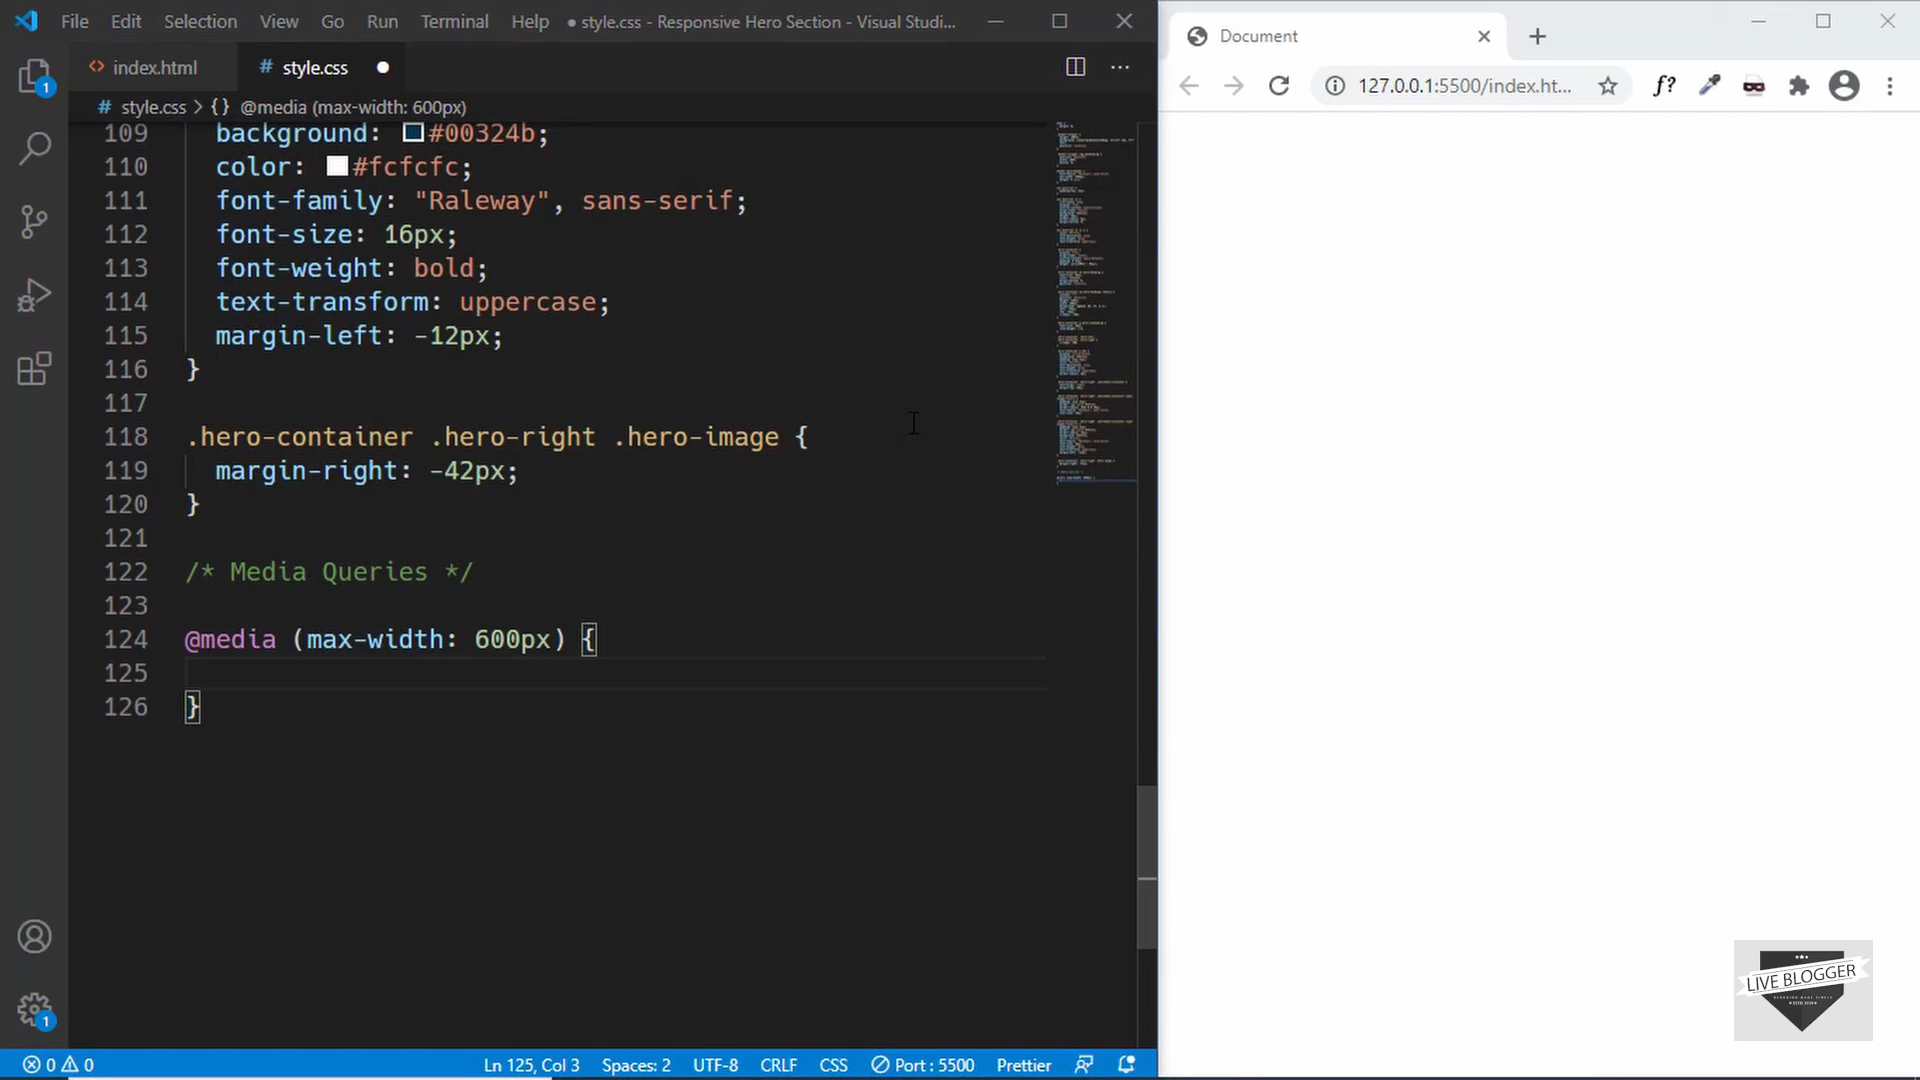 File Edit Selection View Go Run Terminal Help ● style.css - Responsive Hero Section - Visual Studi...
index.html
# style.css ●
# style.css > {} @media (max-width: 600px)
109 background: #00324b;
110 color: #fcfcfc;
111 font-family: "Raleway", sans-serif;
112 font-size: 16px;
113 font-weight: bold;
114 text-transform: uppercase;
115 margin-left: -12px;
116 }
117
118 .hero-container .hero-right .hero-image {
119 margin-right: -42px;
120 }
121
122 /* Media Queries */
123
124 @media (max-width: 600px) {
125
126 }
1
1
0 0
Ln 125, Col 3 Spaces: 2 UTF-8 CRLF CSS Port : 5500 Prettier
Document
127.0.0.1:5500/index.ht...
f?
LIVE BLOGGER